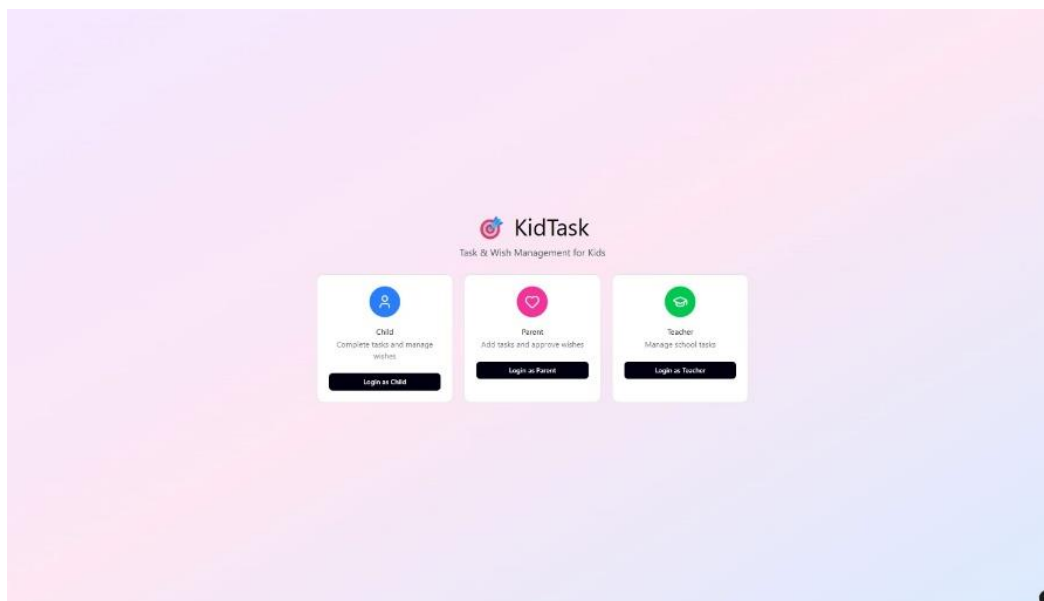 KidTask
Task & Wish Management for Kids
Child
Complete tasks and manage
wishes
Login as Child
Parent
Add tasks and approve wishes
Login as Parent
Teacher
Manage school tasks
Login as Teacher